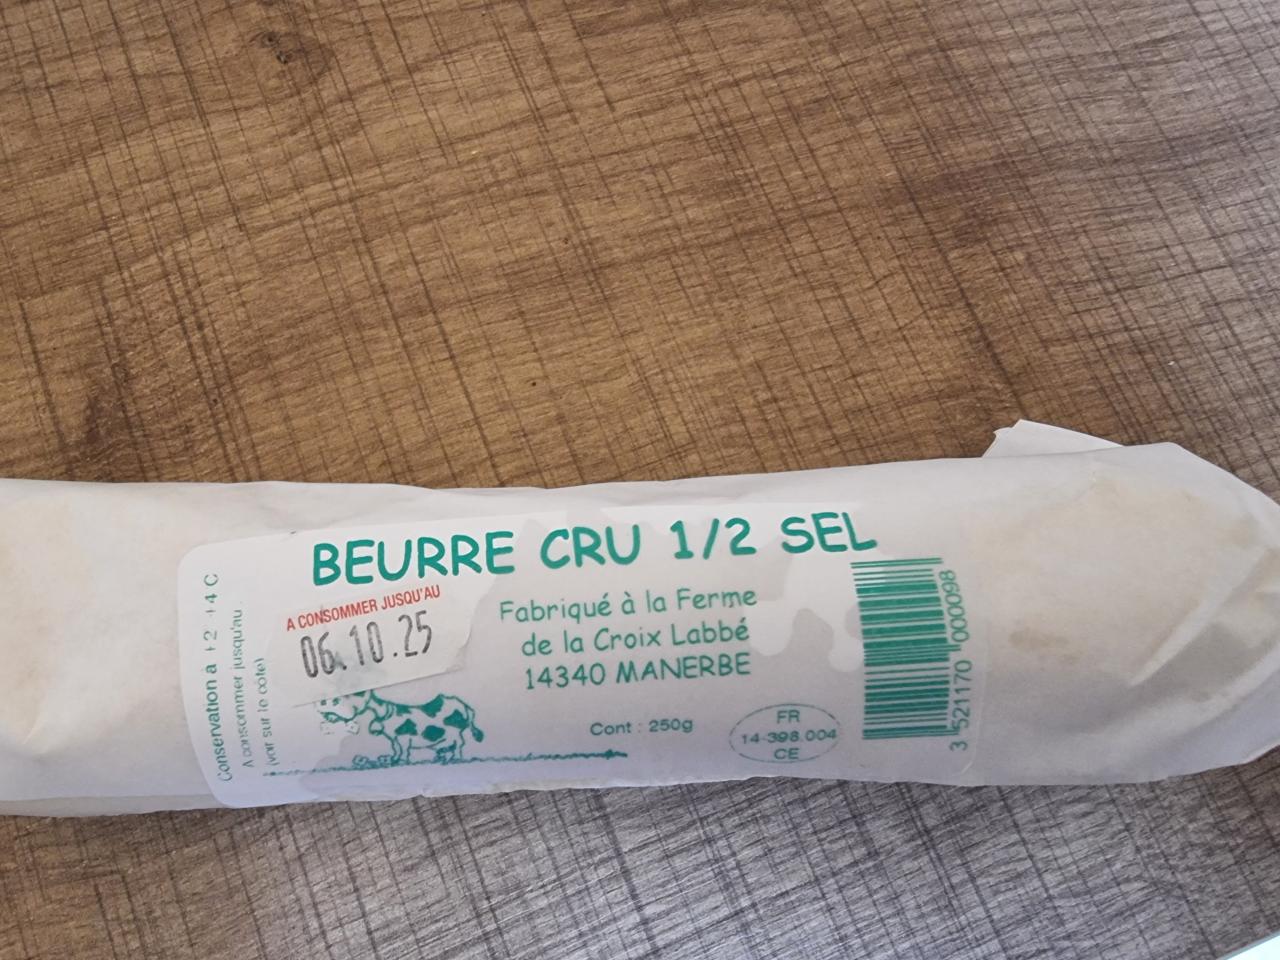 BEURRE CRU 1/2 SEL
A CONSOMMER JUSQU'AU
06.10.25
Fabriqué à la Ferme
de la Croix Labbé
14340 MANERBE
Cont : 250g
FR
14-398.004
CE
3 521170 000098
Conservation à +2 +4 C
A consommer jusqu'au
(voir sur le coté)